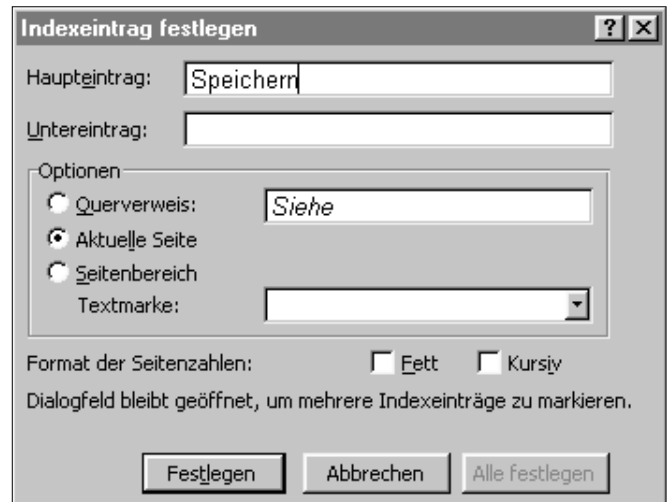 Indexeintrag festlegen ? X
Haupteintrag: Speichern
Untereintrag:
Optionen
Querverweis: Siehe
Aktuelle Seite
Seitenbereich
Textmarke:
Format der Seitenzahlen: Fett Kursiv
Dialogfeld bleibt geöffnet, um mehrere Indexeinträge zu markieren.
Festlegen Abbrechen Alle festlegen